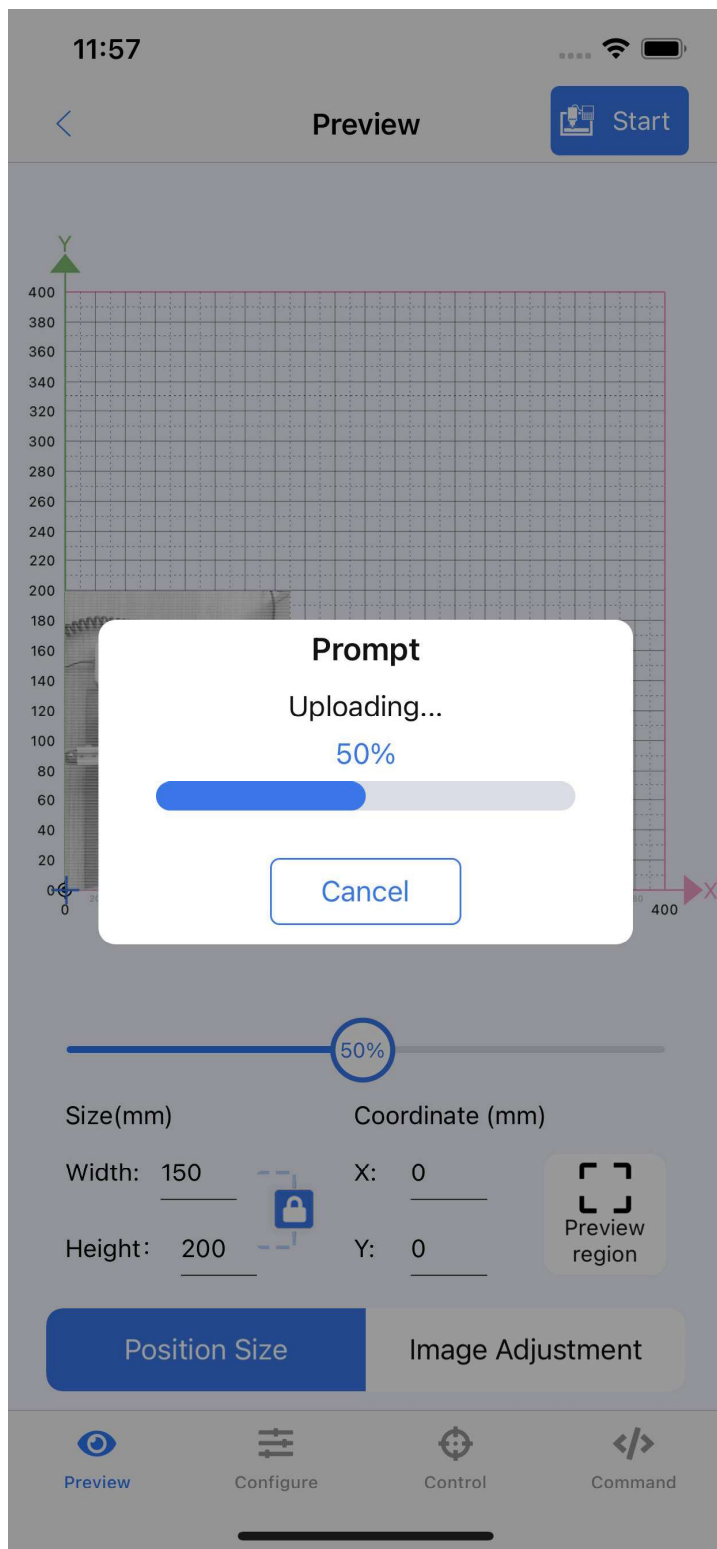 11:57
Preview
Start
Y
400
380
360
340
320
300
280
260
240
220
200
180
160
140
120
100
80
60
40
20
0
0
400
X
Prompt
Uploading...
50%
Cancel
50%
Size(mm)
Coordinate (mm)
Width: 150
X: 0
Height: 200
Y: 0
Preview
region
Position Size
Image Adjustment
Preview
Configure
Control
Command